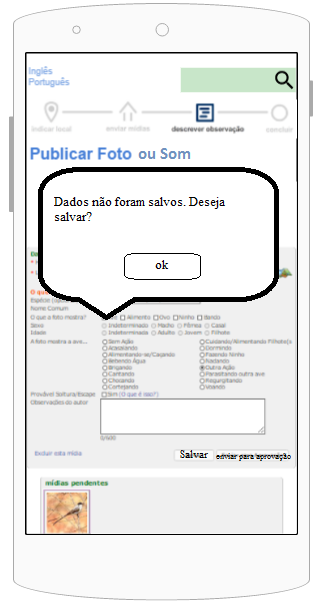 Inglês
Português
indicar local enviar mídias descrever observação concluir
Publicar Foto ou Som
Dados não foram salvos. Deseja
salvar?
ok
Nome Comum
O que a foto mostra? Alimento Ovo Ninho Bando
Sexo Indeterminado Macho Fêmea Casal
Idade Indeterminado Adulto Jovem Filhote
A foto mostra a ave... Sem Ação Cuidando/Alimentando Filhote(s
Acasalando Dormindo
Alimentando-se/Caçando Fazendo Ninho
Bebendo Água Nadando
Brigando Outra Ação
Cantando Parasitando outra ave
Chocando Regurgitando
Cortejando Voando
Provável Soltura/Escape Sim (O que é isso?)
Observações do autor
0/500
Excluir esta mídia Salvar enviar para aprovação
mídias pendentes